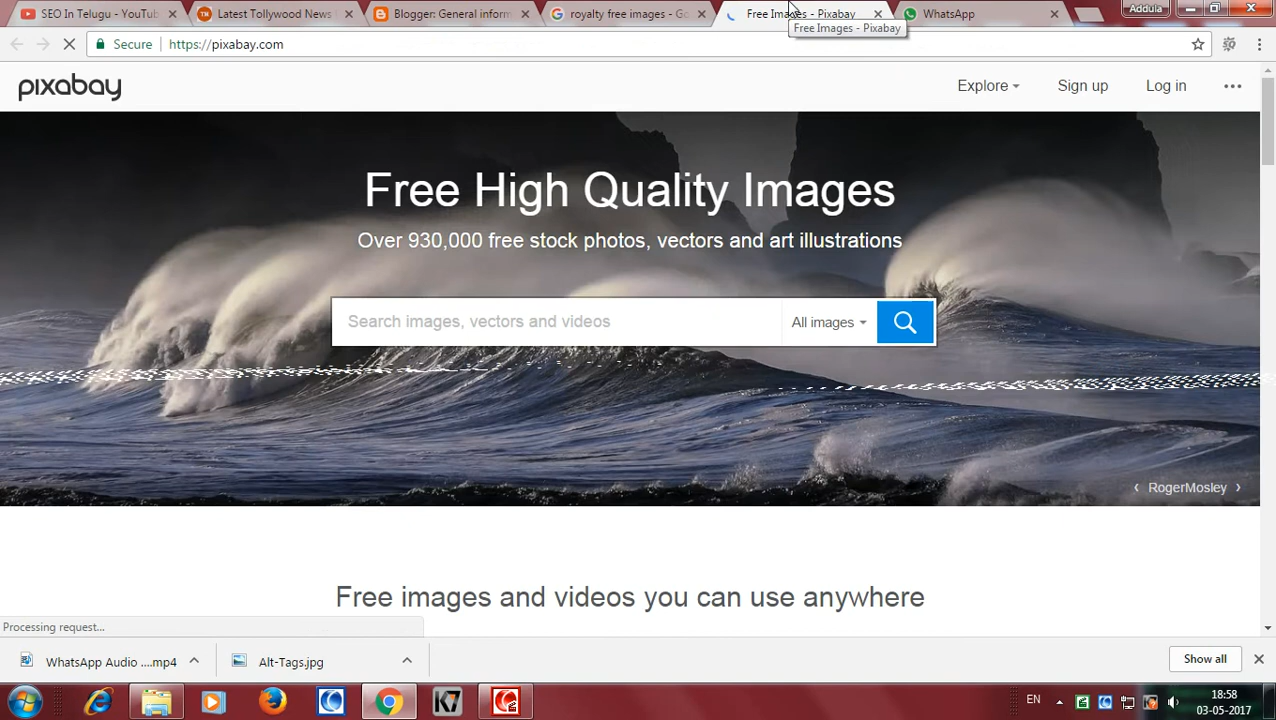 SEO In Telugu - YouTub
Latest Tollywood News
Blogger: General inform
royalty free images - Go
Free Images - Pixabay
WhatsApp
Addula
Free Images - Pixabay
Secure
https://pixabay.com
pixabay
Explore
Sign up
Log in
Free High Quality Images
Over 930,000 free stock photos, vectors and art illustrations
Search images, vectors and videos
All images
RogerMosley
Free images and videos you can use anywhere
Processing request...
WhatsApp Audio ....mp4
Alt-Tags.jpg
Show all
K7
EN
18:58
03-05-2017